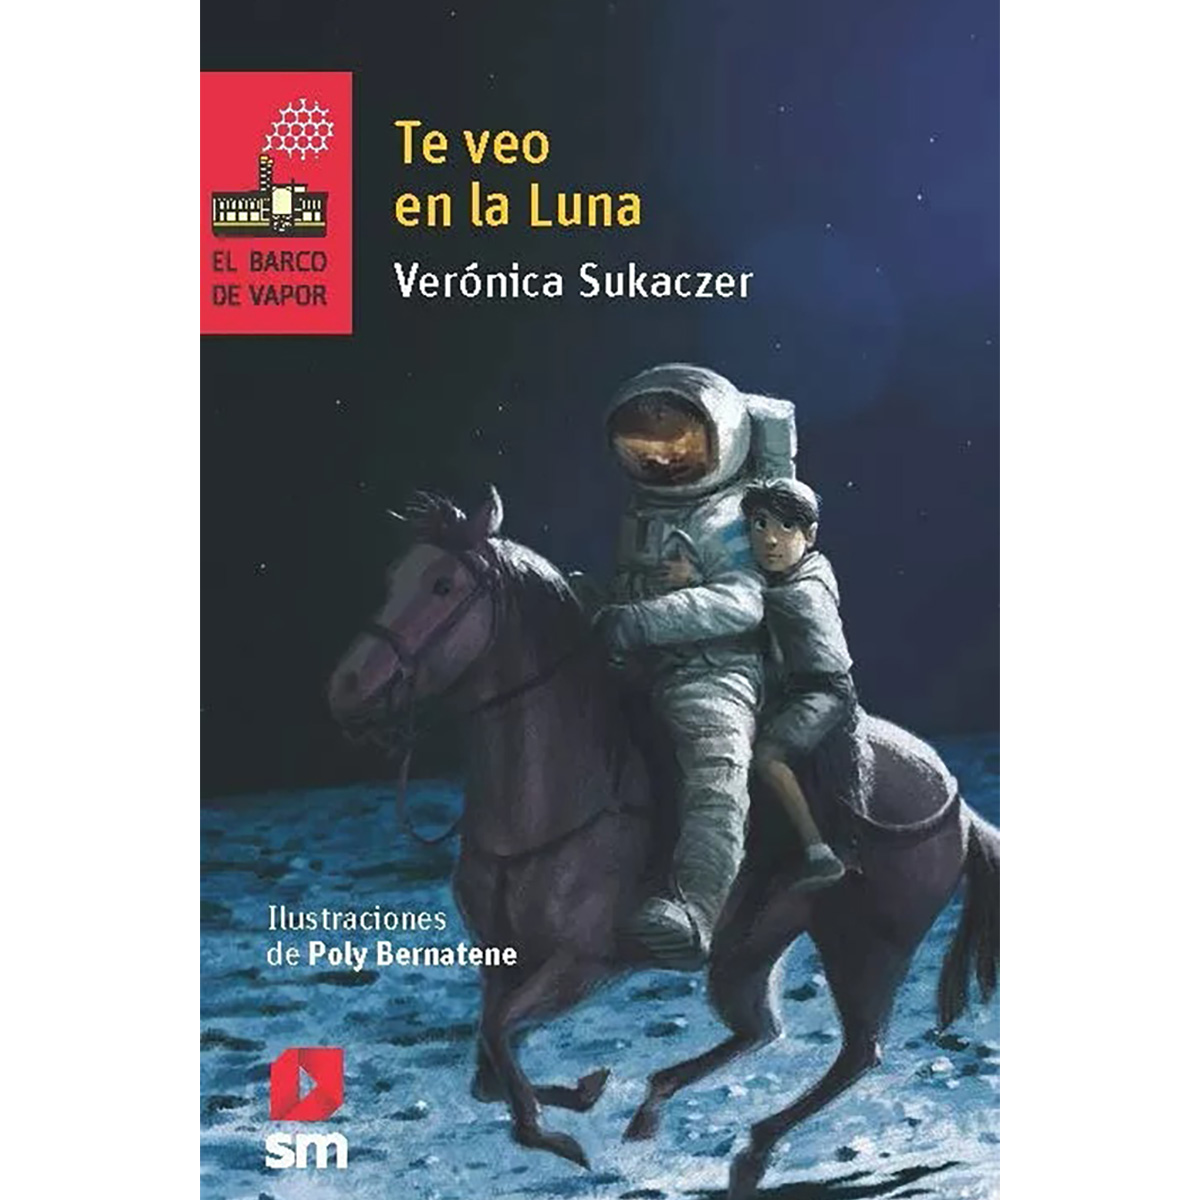 EL BARCO
DE VAPOR
Te veo
en la Luna
Verónica Sukaczer
Ilustraciones
de Poly Bernatene
sm